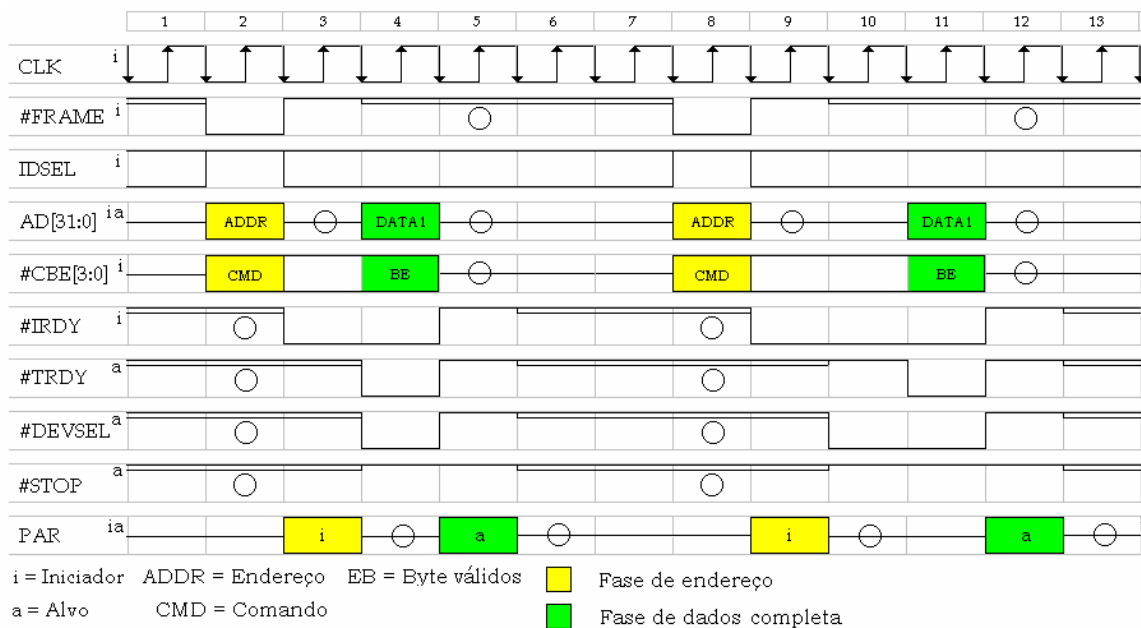 1 2 3 4 5 6 7 8 9 10 11 12 13
CLK i
#FRAME i
IDSEL i
AD[31:0] ia ADDR DATA1 ADDR DATA1
#CBE[3:0] i CMD BE CMD BE
#IRDY i
#TRDY a
#DEVSEL a
#STOP a
PAR ia i a i a
i = Iniciador ADDR = Endereço EB = Byte válidos Fase de endereço
a = Alvo CMD = Comando Fase de dados completa